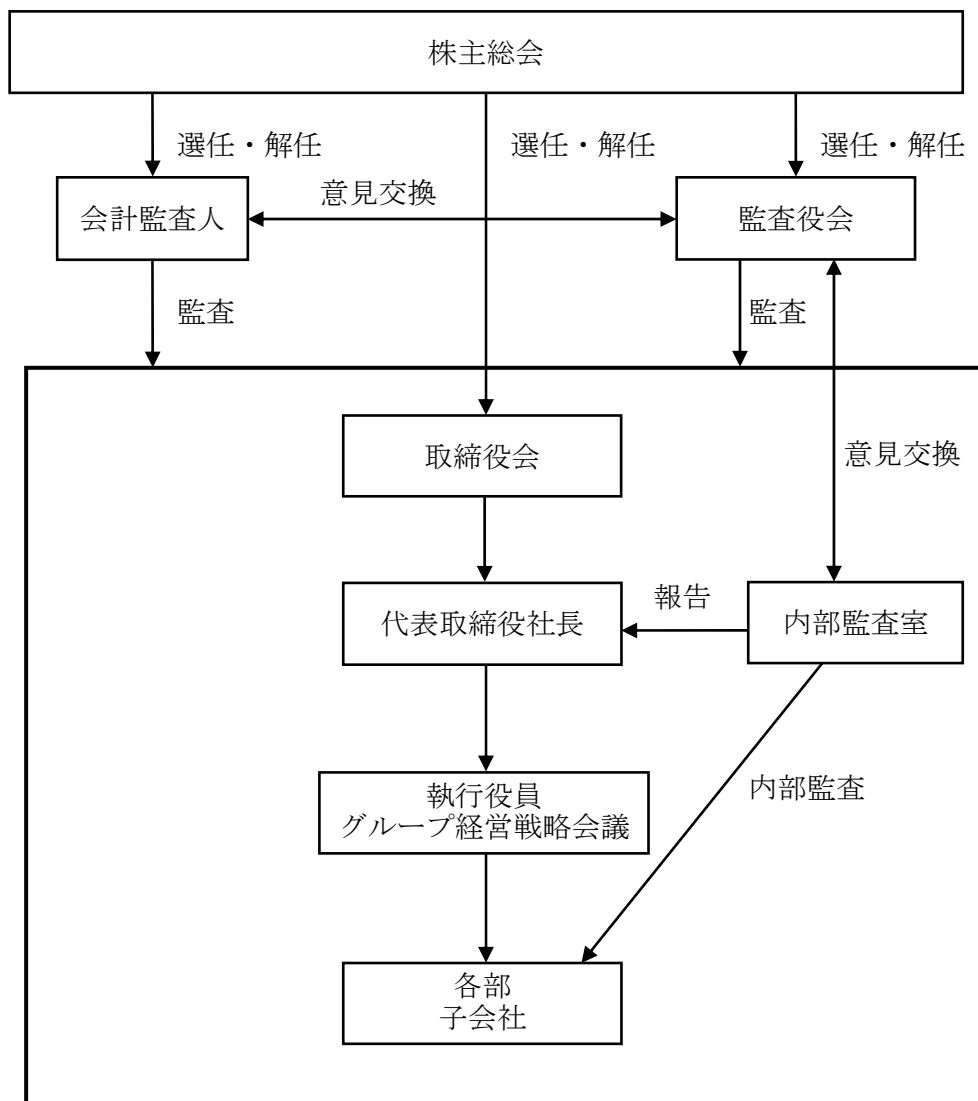 株主総会
選任・解任
選任・解任
選任・解任
会計監査人
意見交換
監査役会
監査
監査
取締役会
意見交換
代表取締役社長
報告
内部監査室
執行役員
グループ経営戦略会議
内部監査
各部
子会社